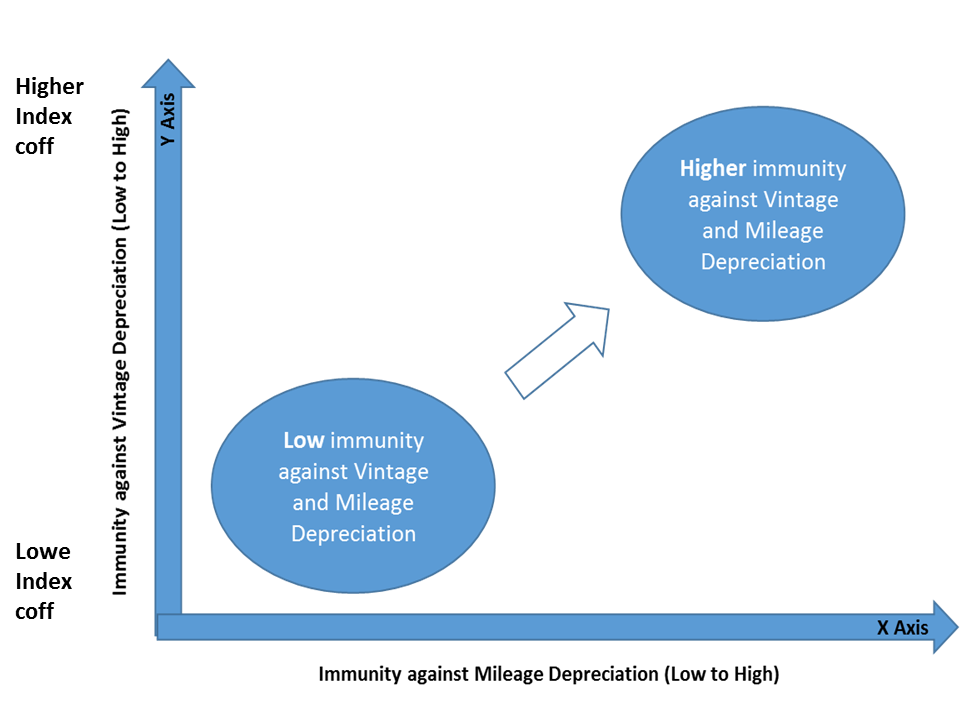 Higher
Index
coff
Y Axis
Immunity against Vintage Depreciation (Low to High)
Higher immunity
against Vintage
and Mileage
Depreciation
Low immunity
against Vintage
and Mileage
Depreciation
Lowe
Index
coff
X Axis
Immunity against Mileage Depreciation (Low to High)